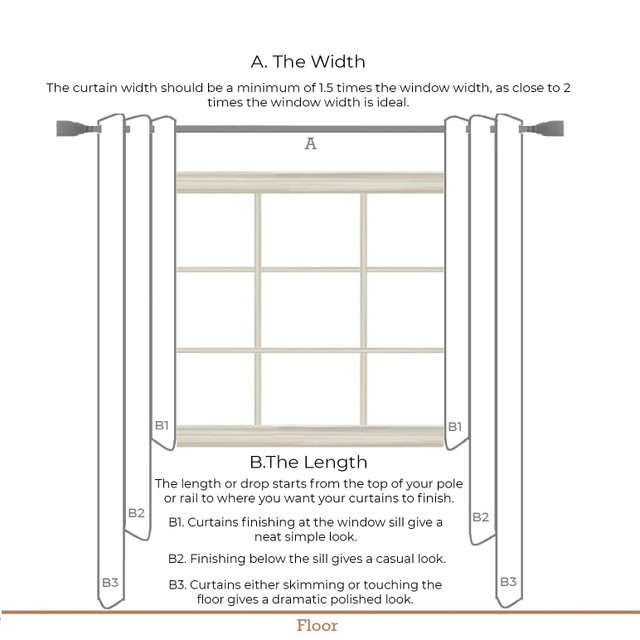 A. The Width
The curtain width should be a minimum of 1.5 times the window width, as close to 2
times the window width is ideal.
A
B1
B1
B.The Length
The length or drop starts from the top of your pole
or rail to where you want your curtains to finish.
B2
B2
B1. Curtains finishing at the window sill give a
neat simple look.
B2. Finishing below the sill gives a casual look.
B3
B3
B3. Curtains either skimming or touching the
floor gives a dramatic polished look.
Floor